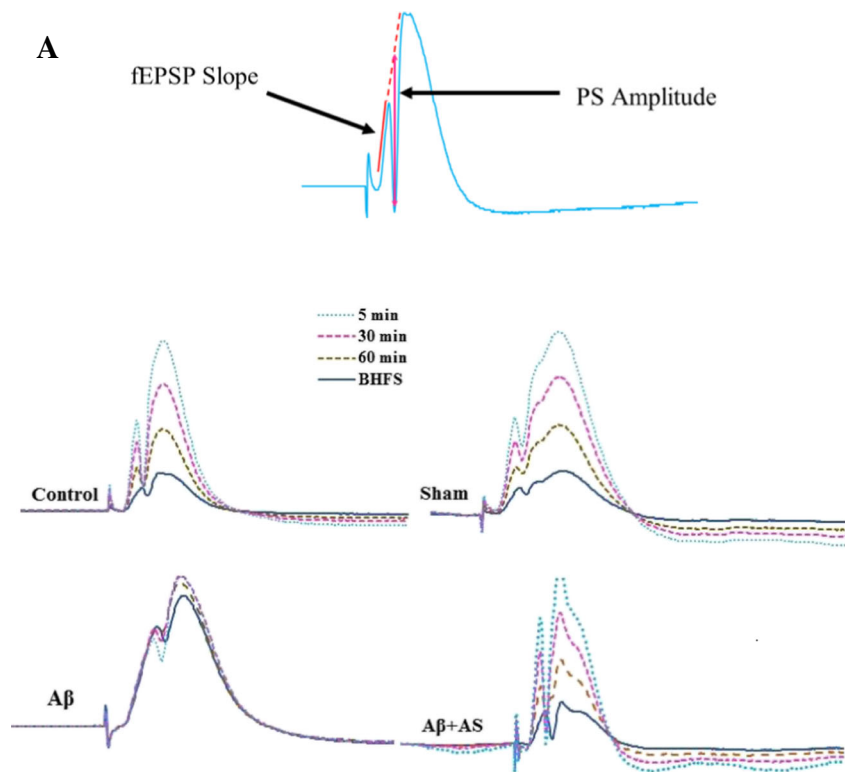 A
fEPSP Slope
PS Amplitude
5 min
30 min
60 min
BHFS
Control
Sham
Aβ
Aβ+AS